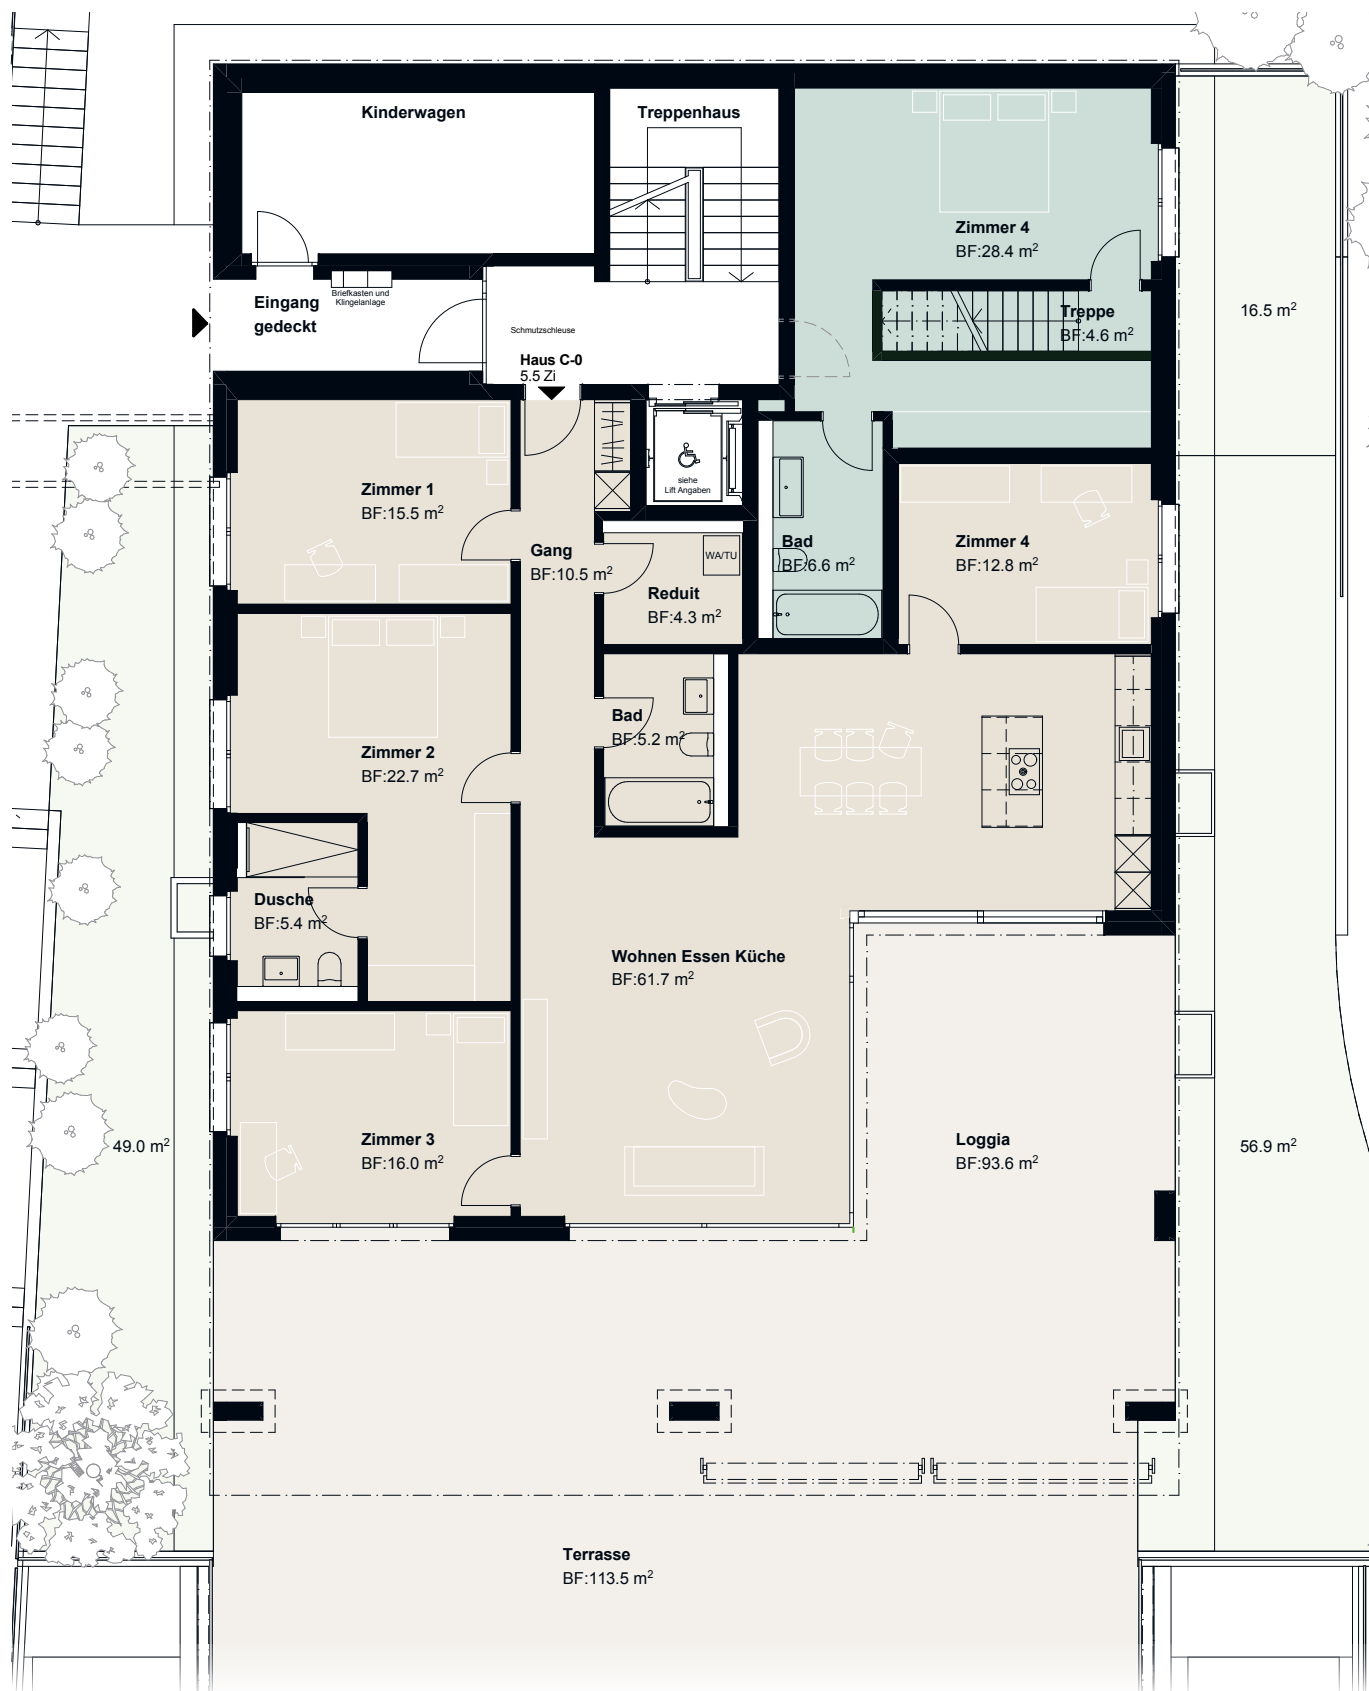 Kinderwagen
Treppenhaus
Zimmer 4
BF:28.4 m²
Eingang
gedeckt
Briefkasten und
Klingelanlage
Schmutzschleuse
Haus C-0
5.5 Zi
Treppe
BF:4.6 m²
16.5 m²
Zimmer 1
BF:15.5 m²
siehe
Lift Angaben
Gang
BF:10.5 m²
WA/TU
Reduit
BF:4.3 m²
Bad
BF:6.6 m²
Zimmer 4
BF:12.8 m²
Bad
BF:5.2 m²
Zimmer 2
BF:22.7 m²
Dusche
BF:5.4 m²
Wohnen Essen Küche
BF:61.7 m²
Zimmer 3
BF:16.0 m²
49.0 m²
Loggia
BF:93.6 m²
56.9 m²
Terrasse
BF:113.5 m²